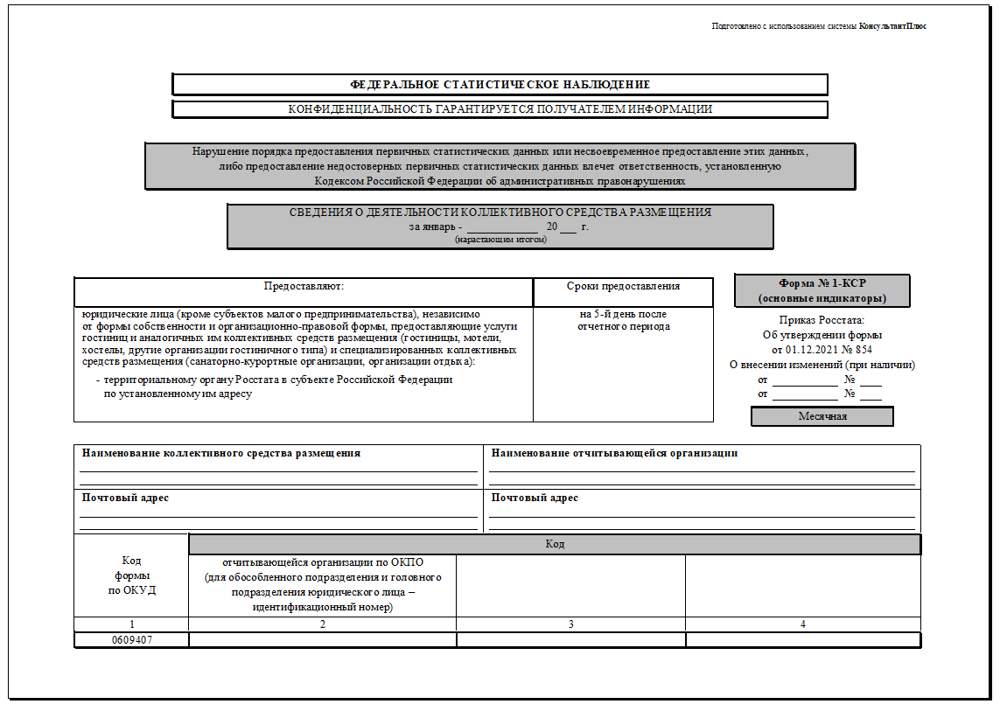 Подготовлено с использованием системы КонсультантПлюс
ФЕДЕРАЛЬНОЕ СТАТИСТИЧЕСКОЕ НАБЛЮДЕНИЕ
КОНФИДЕНЦИАЛЬНОСТЬ ГАРАНТИРУЕТСЯ ПОЛУЧАТЕЛЕМ ИНФОРМАЦИИ
Нарушение порядка предоставления первичных статистических данных или несвоевременное предоставление этих данных,
либо предоставление недостоверных первичных статистических данных влечет ответственность, установленную
Кодексом Российской Федерации об административных правонарушениях
СВЕДЕНИЯ О ДЕЯТЕЛЬНОСТИ КОЛЛЕКТИВНОГО СРЕДСТВА РАЗМЕЩЕНИЯ
за январь - ____________ 20 ___ г.
(нарастающим итогом)
Предоставляют:
Сроки предоставления
юридические лица (кроме субъектов малого предпринимательства), независимо
от формы собственности и организационно-правовой формы, предоставляющие услуги
гостиниц и аналогичных им коллективных средств размещения (гостиницы, мотели,
хостелы, другие организации гостиничного типа) и специализированных коллективных
средств размещения (санаторно-курортные организации, организации отдыха):
- территориальному органу Росстата в субъекте Российской Федерации
по установленному им адресу
на 5-й день после
отчетного периода
Форма № 1-КСР
(основные индикаторы)
Приказ Росстата:
Об утверждении формы
от 01.12.2021 № 854
О внесении изменений (при наличии)
от ____________ № ____
от ____________ № ____
Месячная
Наименование коллективного средства размещения
Наименование отчитывающейся организации
Почтовый адрес
Почтовый адрес
Код
формы
по ОКУД
Код
отчитывающейся организации по ОКПО
(для обособленного подразделения и головного
подразделения юридического лица –
идентификационный номер)
1
2
3
4
0609407